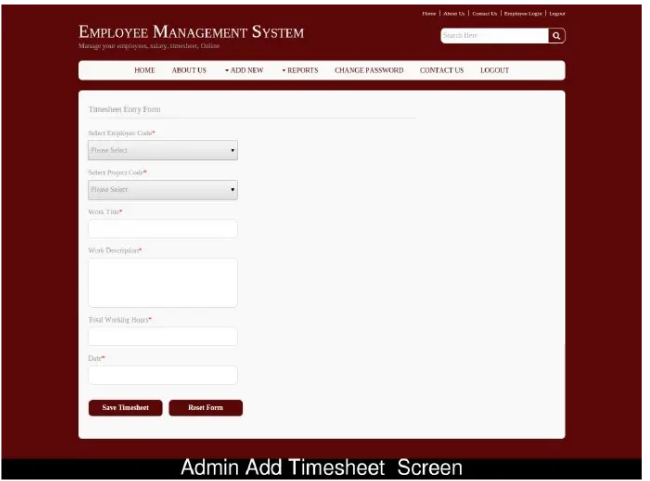 Home | About Us | Contact Us | Employee Login | Logout
EMPLOYEE MANAGEMENT SYSTEM
Manage your employees, salary, timesheet, Online
Search Here
HOME ABOUT US ADD NEW REPORTS CHANGE PASSWORD CONTACT US LOGOUT
Timesheet Entry Form
Select Employee Code*
Please Select
Select Project Code*
Please Select
Work Title*
Work Description*
Total Working Hours*
Date*
Save Timesheet Reset Form
Admin Add Timesheet Screen